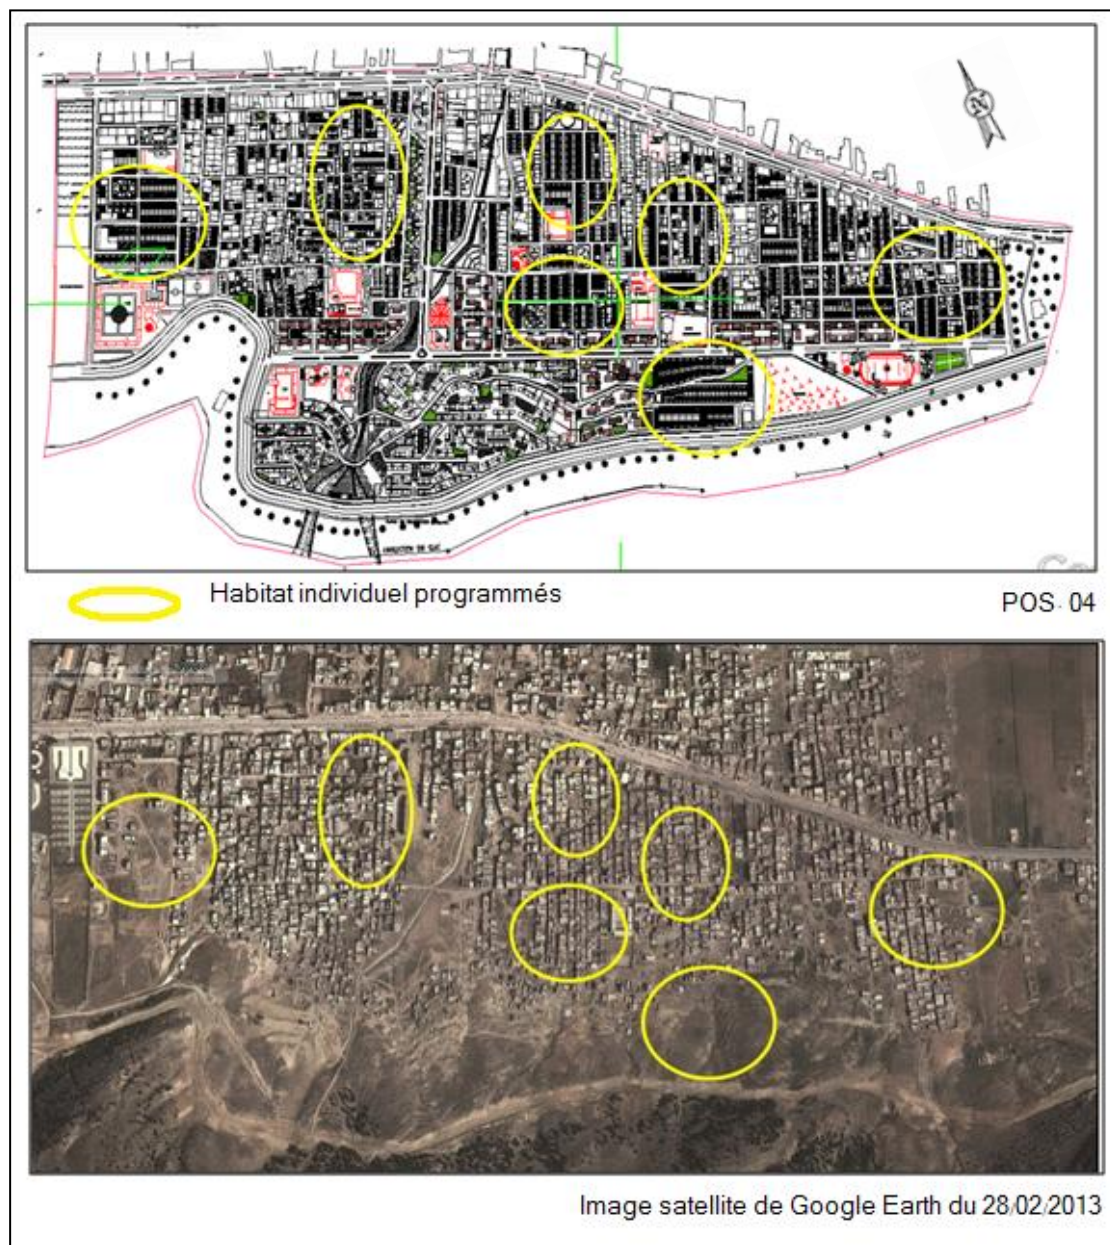 N
Habitat individuel programmés
POS 04
Image satellite de Google Earth du 28/02/2013